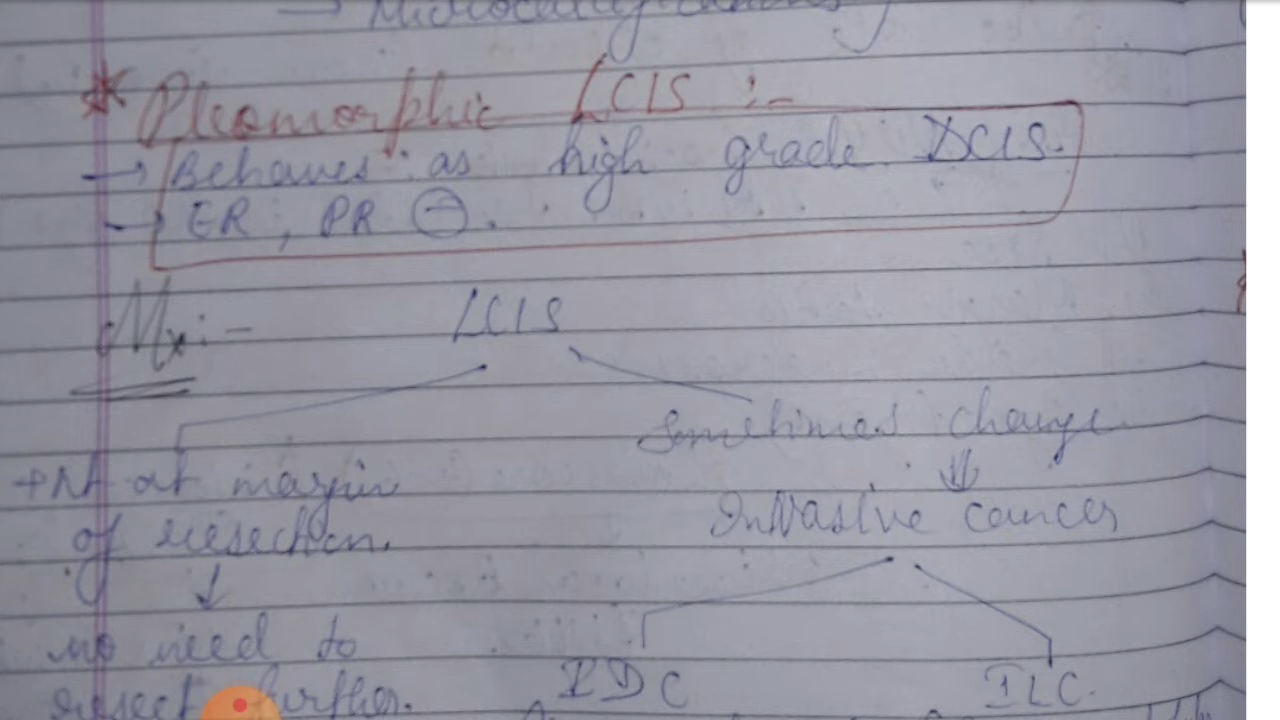 → Microcalcifications
* Pleomorphic LCIS :-
→ Behaves as high grade DCIS.
→ ER, PR ⊖.
Mx:-
LCIS
+nt at margin
of resection.
↓
no need to
resect further.
Sometimes change
⇓
Invasive cancer
IDC
ILC.